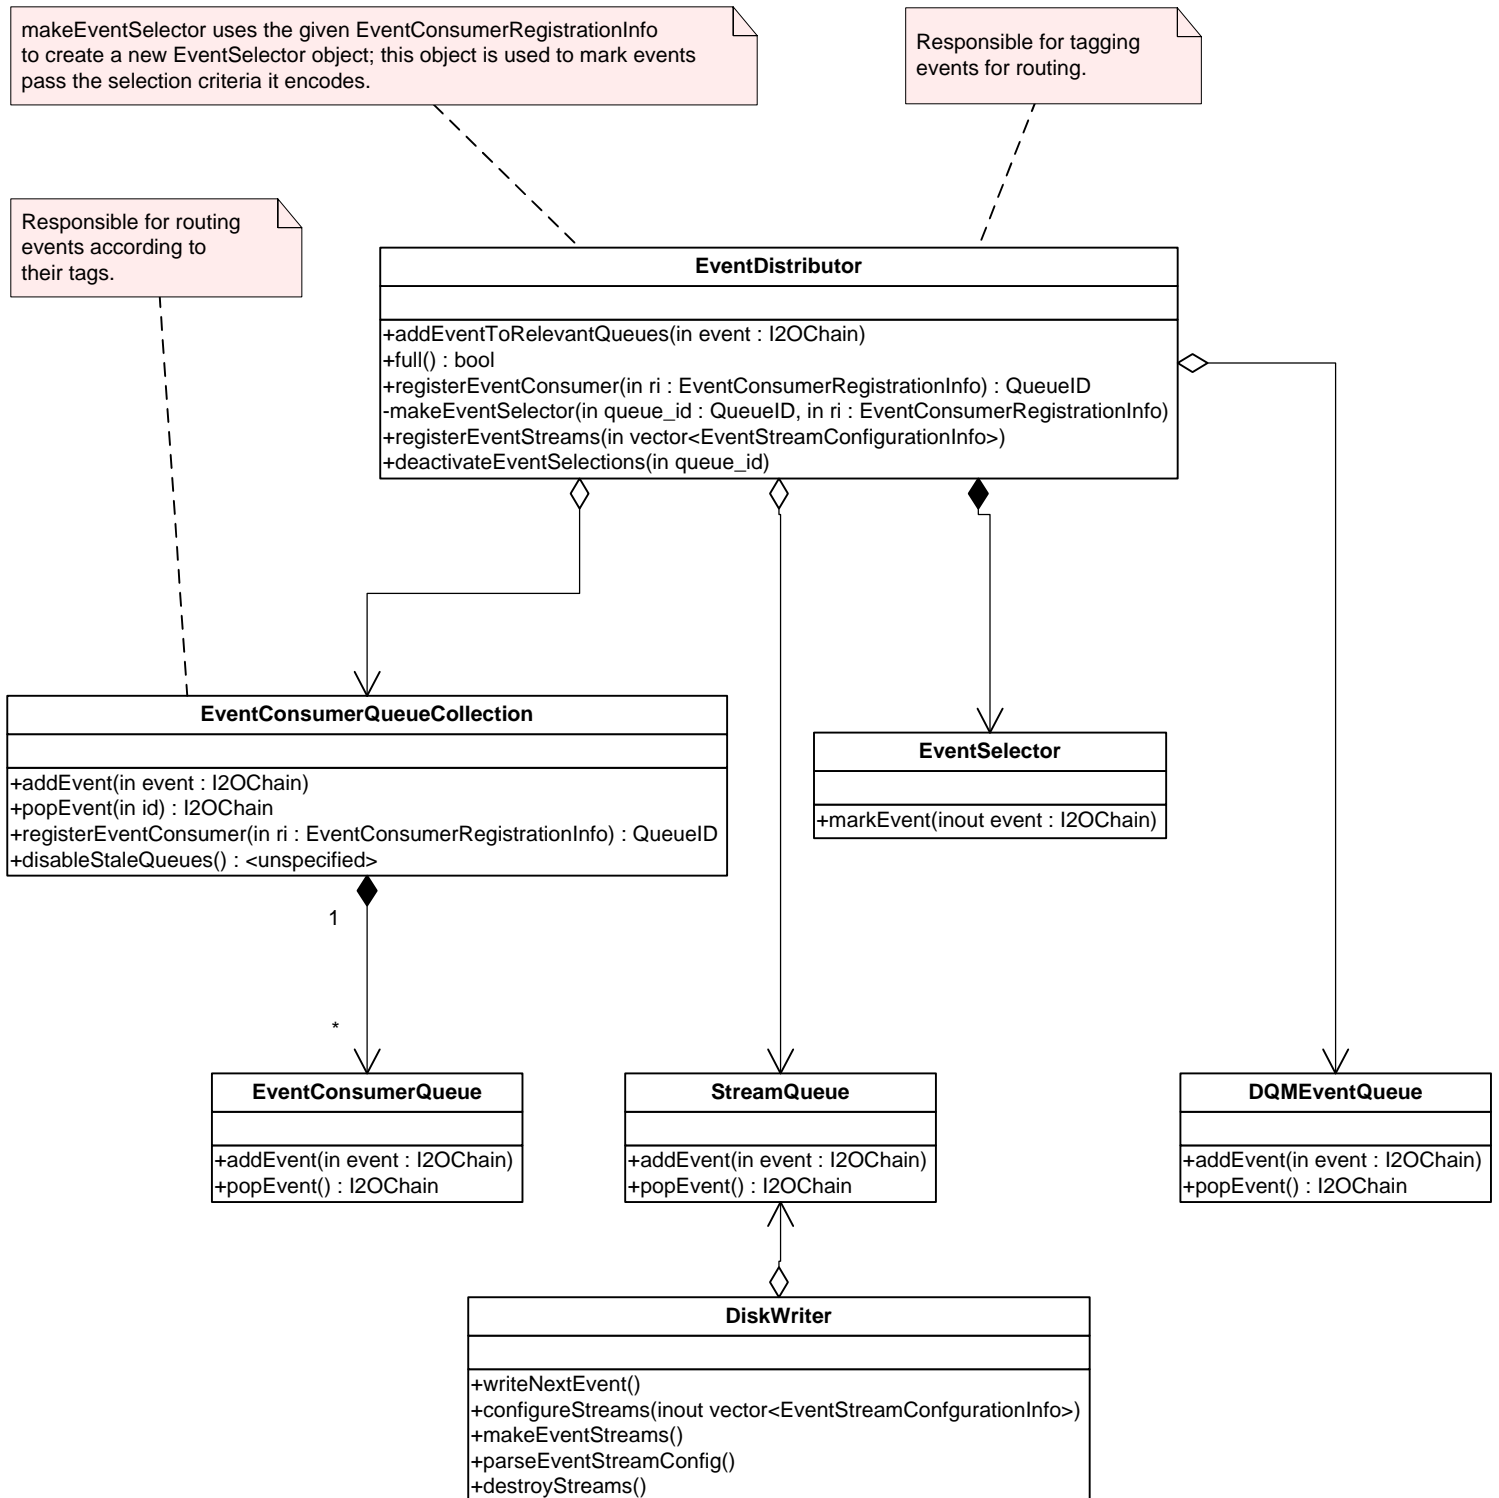 makeEventSelector uses the given EventConsumerRegistrationInfo
to create a new EventSelector object; this object is used to mark events
pass the selection criteria it encodes.
Responsible for tagging
events for routing.
Responsible for routing
events according to
their tags.
EventDistributor
+addEventToRelevantQueues(in event : I2OChain)
+full() : bool
+registerEventConsumer(in ri : EventConsumerRegistrationInfo) : QueueID
-makeEventSelector(in queue_id : QueueID, in ri : EventConsumerRegistrationInfo)
+registerEventStreams(in vector<EventStreamConfigurationInfo>)
+deactivateEventSelections(in queue_id)
EventConsumerQueueCollection
+addEvent(in event : I2OChain)
+popEvent(in id) : I2OChain
+registerEventConsumer(in ri : EventConsumerRegistrationInfo) : QueueID
+disableStaleQueues() : <unspecified>
EventSelector
+markEvent(inout event : I2OChain)
1
*
EventConsumerQueue
+addEvent(in event : I2OChain)
+popEvent() : I2OChain
StreamQueue
+addEvent(in event : I2OChain)
+popEvent() : I2OChain
DQMEventQueue
+addEvent(in event : I2OChain)
+popEvent() : I2OChain
DiskWriter
+writeNextEvent()
+configureStreams(inout vector<EventStreamConfgurationInfo>)
+makeEventStreams()
+parseEventStreamConfig()
+destroyStreams()